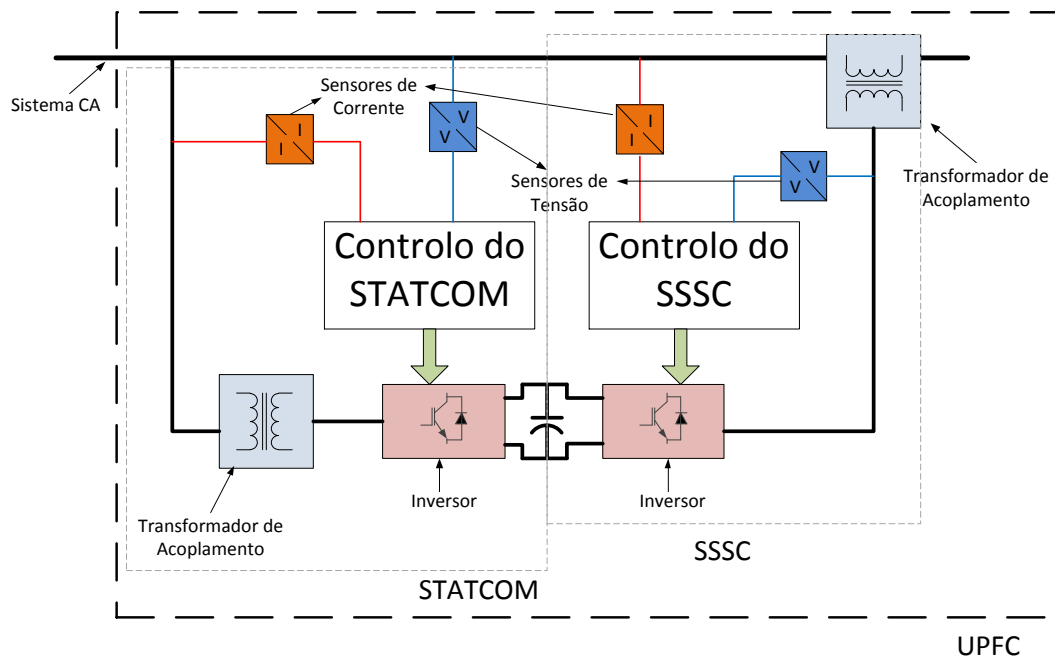 Sistema CA
Sensores de
Corrente
I
I
V
V
I
I
Sensores de
Tensão
V
V
Transformador de
Acoplamento
Controlo do
STATCOM
Controlo do
SSSC
Inversor
Inversor
Transformador de
Acoplamento
SSSC
STATCOM
UPFC